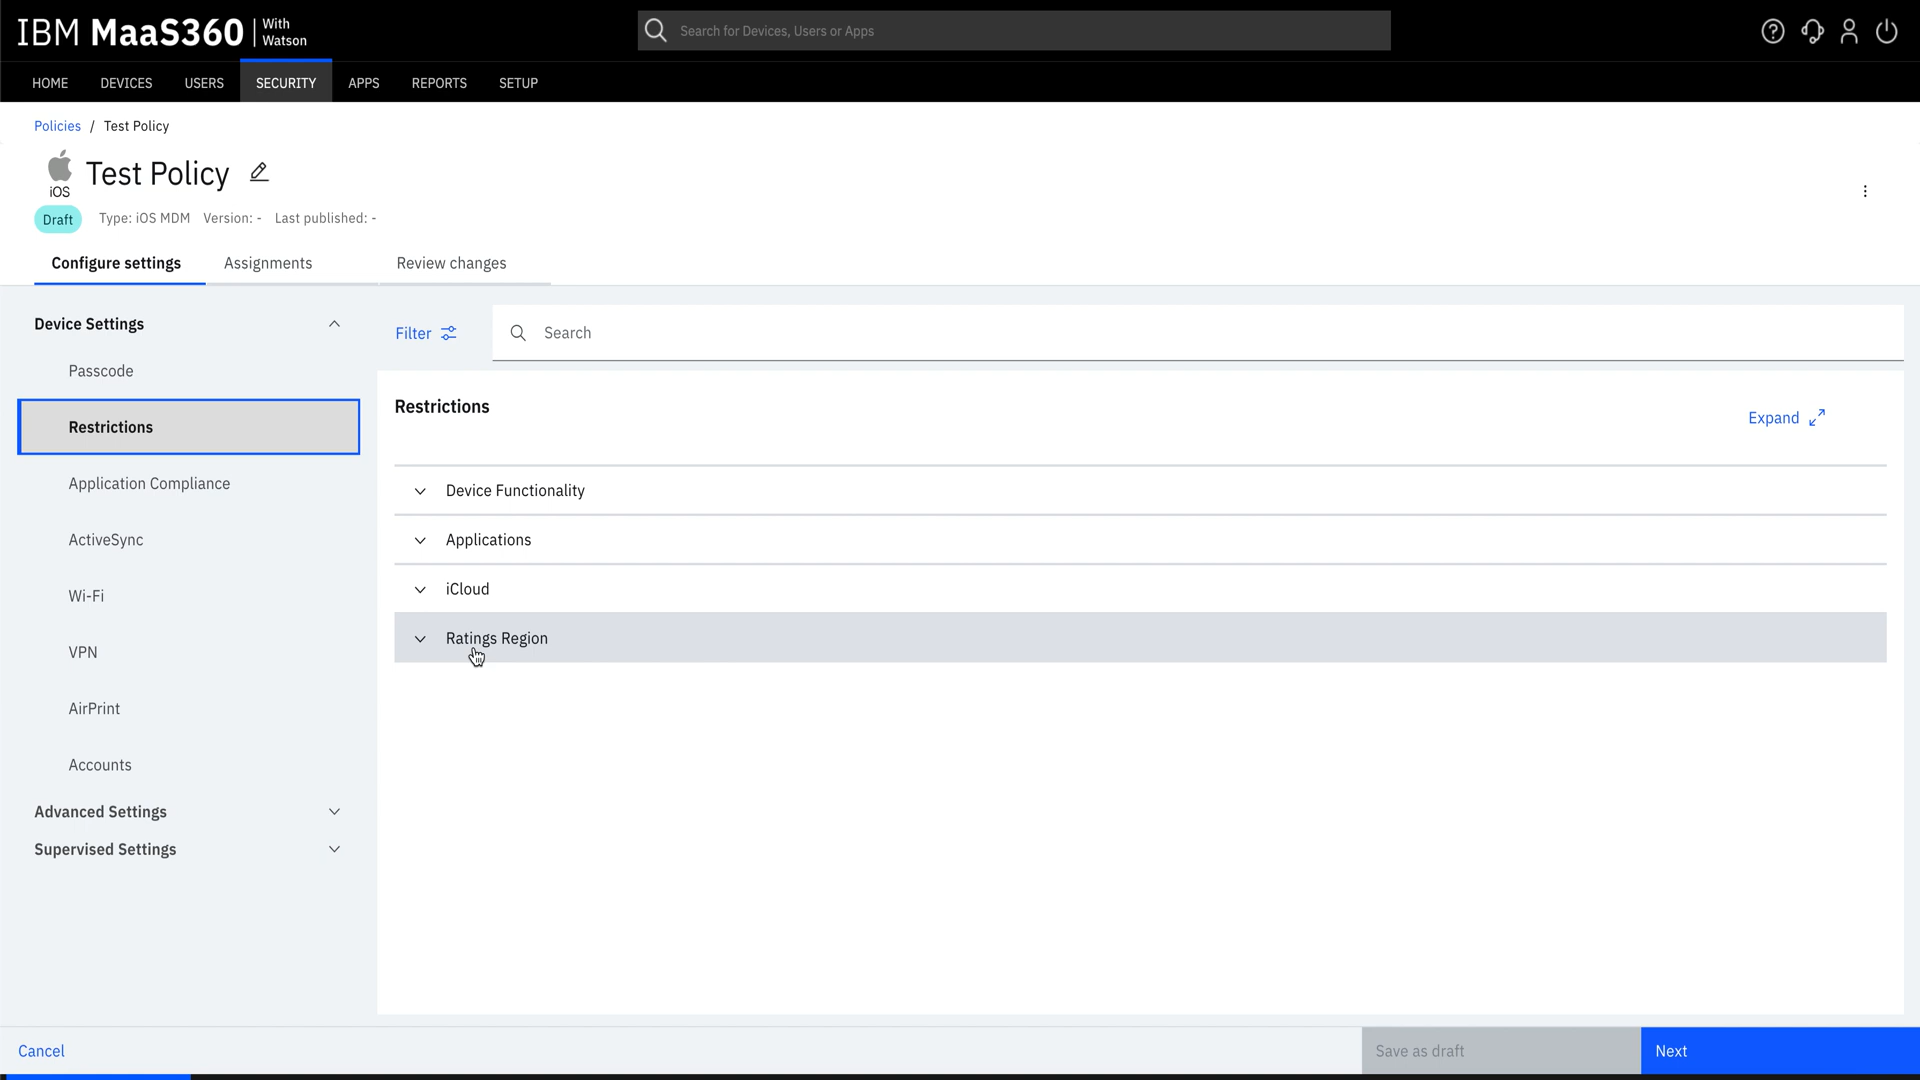 IBM MaaS360 With Watson
Search for Devices, Users or Apps
HOME DEVICES USERS SECURITY APPS REPORTS SETUP
Policies / Test Policy
iOS
Test Policy
Draft Type: iOS MDM Version: - Last published: -
Configure settings Assignments Review changes
Device Settings
Passcode
Restrictions
Application Compliance
ActiveSync
Wi-Fi
VPN
AirPrint
Accounts
Advanced Settings
Supervised Settings
Filter Search
Restrictions
Expand
Device Functionality
Applications
iCloud
Ratings Region
Cancel Save as draft Next